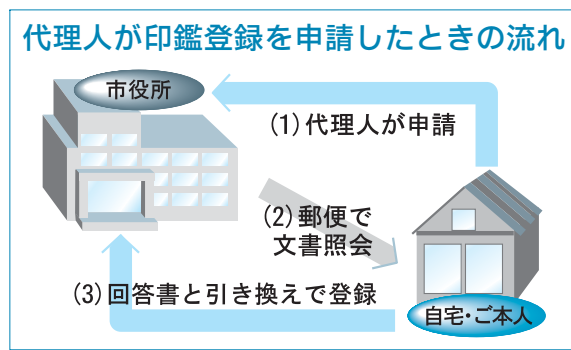 代理人が印鑑登録を申請したときの流れ
市役所
(1)代理人が申請
(2)郵便で
文書照会
(3)回答書と引き換えで登録
自宅・ご本人